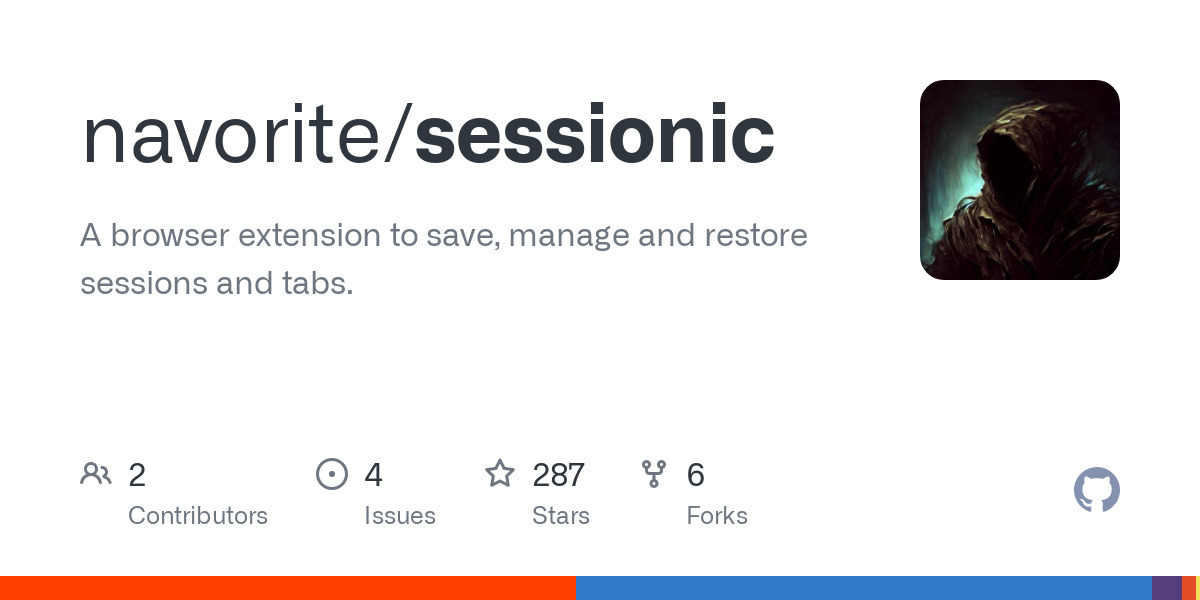 navorite/sessionic
A browser extension to save, manage and restore
sessions and tabs.
2
Contributors
4
Issues
287
Stars
6
Forks